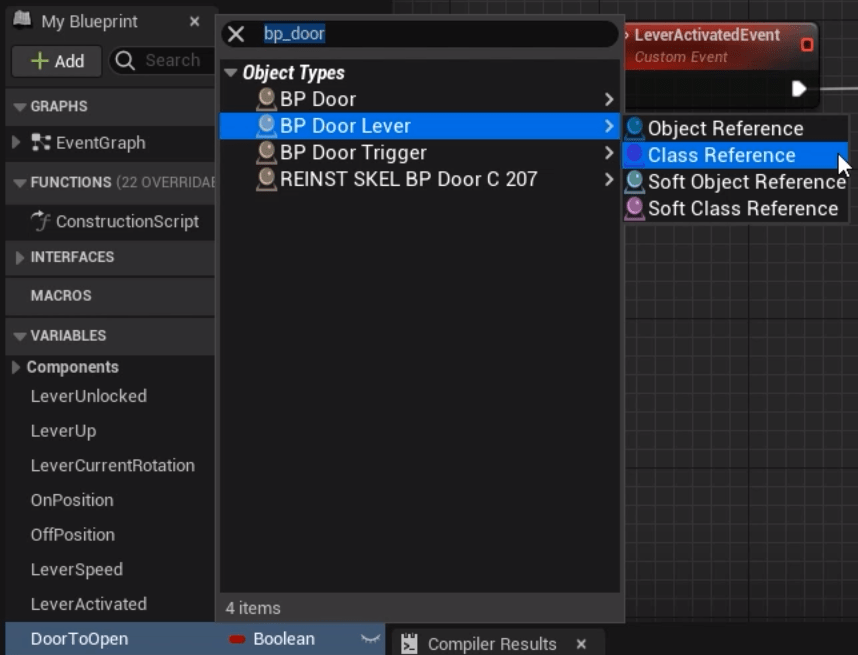 My Blueprint
Add
Search
GRAPHS
EventGraph
FUNCTIONS (22 OVERRIDAB
ConstructionScript
INTERFACES
MACROS
VARIABLES
Components
LeverUnlocked
LeverUp
LeverCurrentRotation
OnPosition
OffPosition
LeverSpeed
LeverActivated
DoorToOpen
Boolean
bp_door
Object Types
BP Door
BP Door Lever
BP Door Trigger
REINST SKEL BP Door C 207
4 items
LeverActivatedEvent
Custom Event
Object Reference
Class Reference
Soft Object Reference
Soft Class Reference
Compiler Results